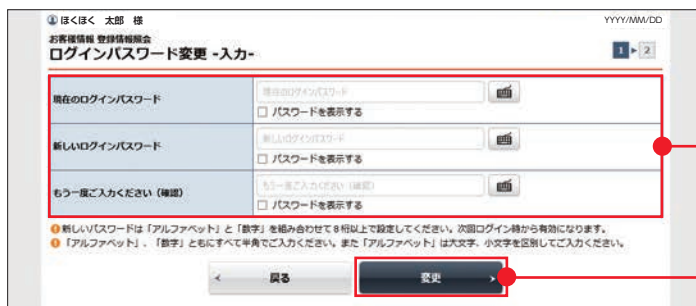 ほくほく 太郎 様
YYYY/MM/DD
お客様情報 登録情報照会
ログインパスワード変更 -入力-
1 2
現在のログインパスワード
現在のログインパスワード
パスワードを表示する
新しいログインパスワード
新しいログインパスワード
パスワードを表示する
もう一度ご入力ください（確認）
もう一度ご入力ください（確認）
パスワードを表示する
新しいパスワードは「アルファベット」と「数字」を組み合わせて8桁以上で設定してください。次回ログイン時から有効になります。
「アルファベット」、「数字」ともにすべて半角でご入力ください。また「アルファベット」は大文字、小文字を区別してご入力ください。
戻る
変更